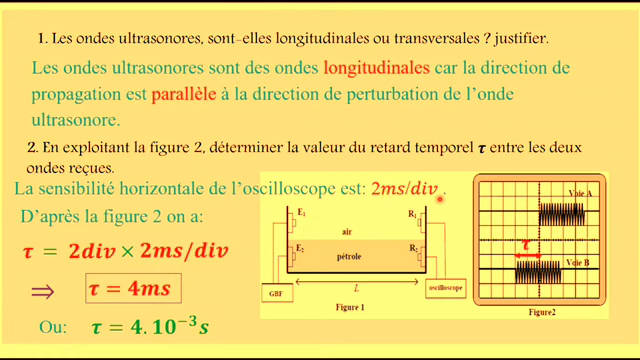 1. Les ondes ultrasonores, sont-elles longitudinales ou transversales ? justifier.
Les ondes ultrasonores sont des ondes longitudinales car la direction de
propagation est parallèle à la direction de perturbation de l'onde
ultrasonore.
2. En exploitant la figure 2, déterminer la valeur du retard temporel τ entre les deux
ondes reçues.
La sensibilité horizontale de l'oscilloscope est: 2ms/div .
D'après la figure 2 on a:
τ = 2div × 2ms/div
⇒ τ = 4ms
Ou: τ = 4. 10⁻³s
E₁
R₁
air
E₂
R₂
pétrole
GBF
L
oscilloscope
Figure 1
Voie A
τ
Voie B
Figure2